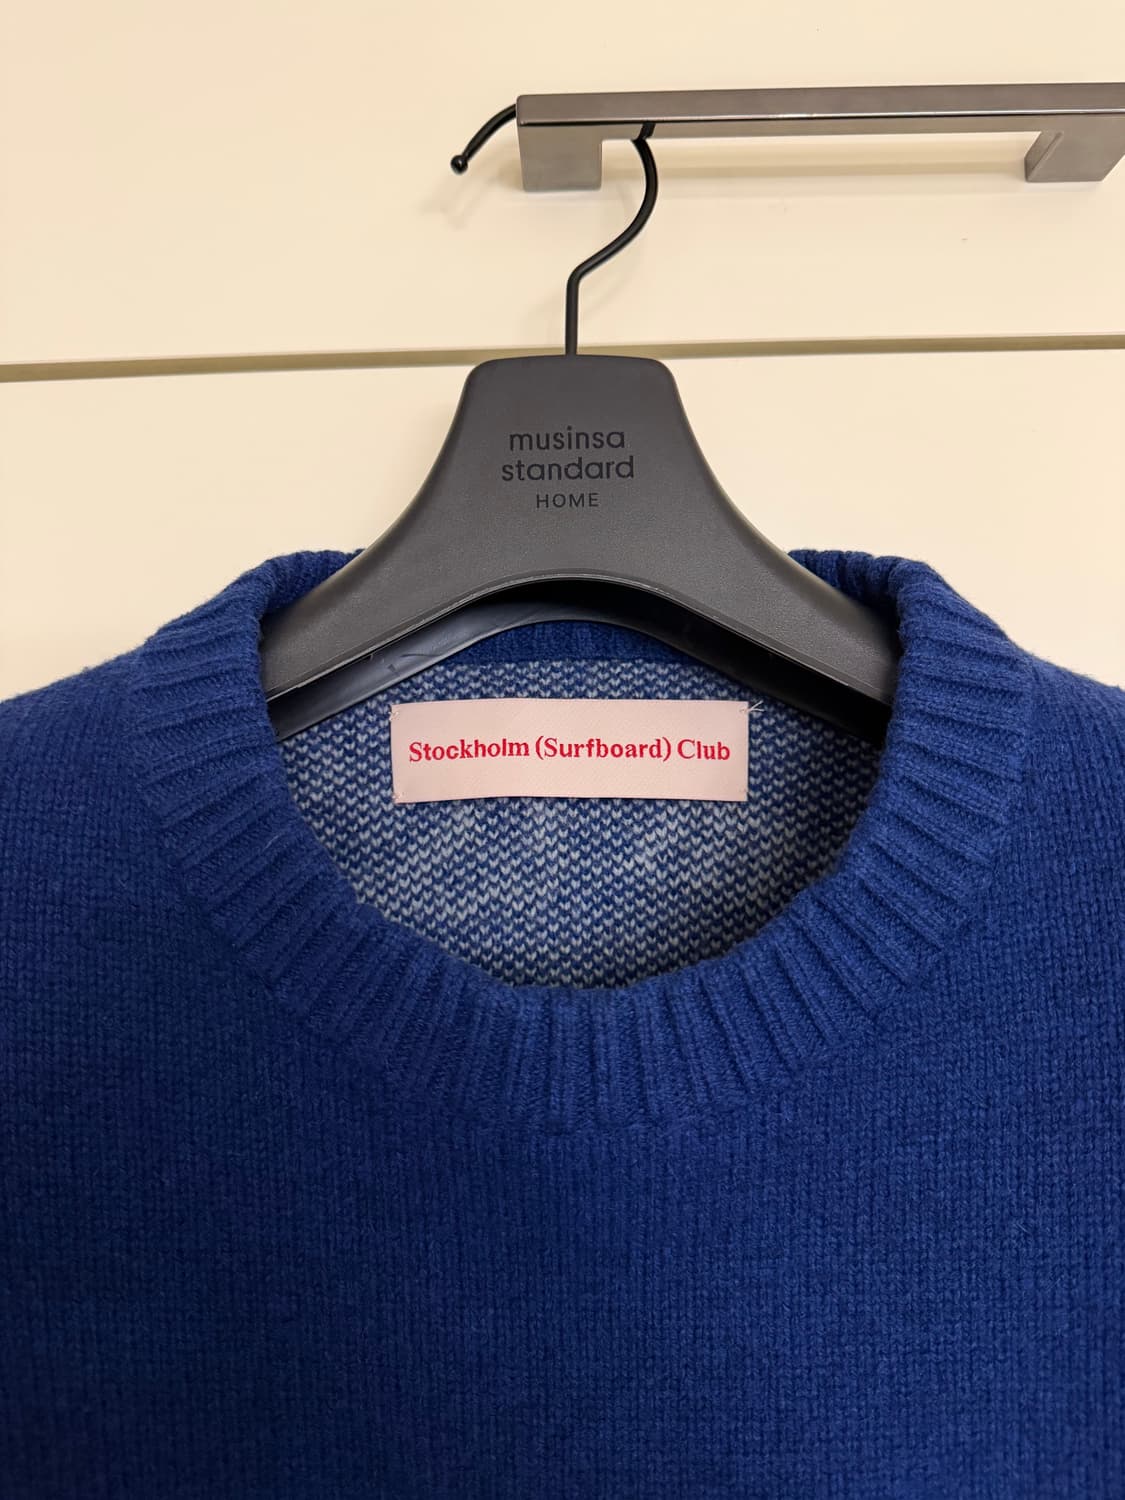 musinsa
standard
HOME
Stockholm (Surfboard) Club